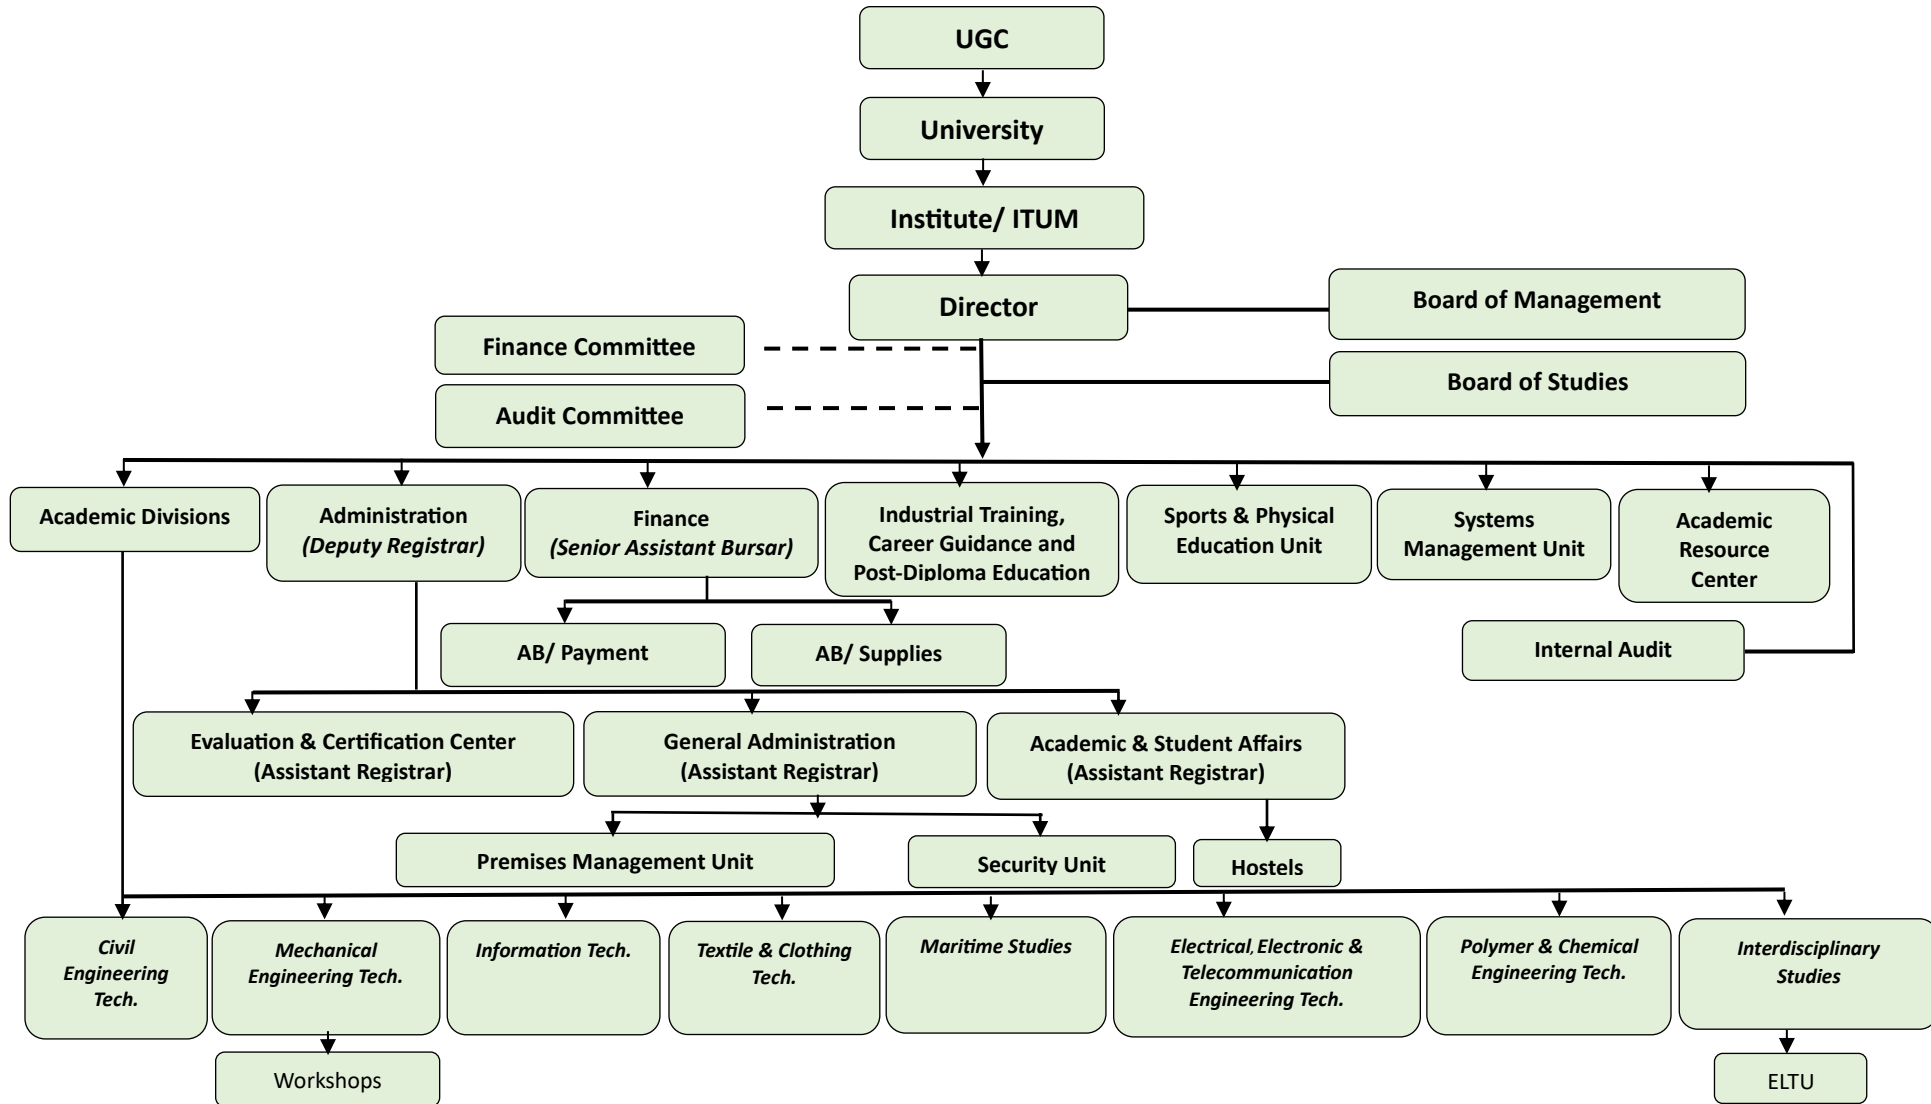 UGC
University
Institute/ ITUM
Director
Board of Management
Finance Committee
Board of Studies
Audit Committee
Academic Divisions
Administration
(Deputy Registrar)
Finance
(Senior Assistant Bursar)
Industrial Training,
Career Guidance and
Post-Diploma Education
Sports & Physical
Education Unit
Systems
Management Unit
Academic
Resource
Center
AB/ Payment
AB/ Supplies
Internal Audit
Evaluation & Certification Center
(Assistant Registrar)
General Administration
(Assistant Registrar)
Academic & Student Affairs
(Assistant Registrar)
Premises Management Unit
Security Unit
Hostels
Civil
Engineering
Tech.
Mechanical
Engineering Tech.
Information Tech.
Textile & Clothing
Tech.
Maritime Studies
Electrical, Electronic &
Telecommunication
Engineering Tech.
Polymer & Chemical
Engineering Tech.
Interdisciplinary
Studies
Workshops
ELTU